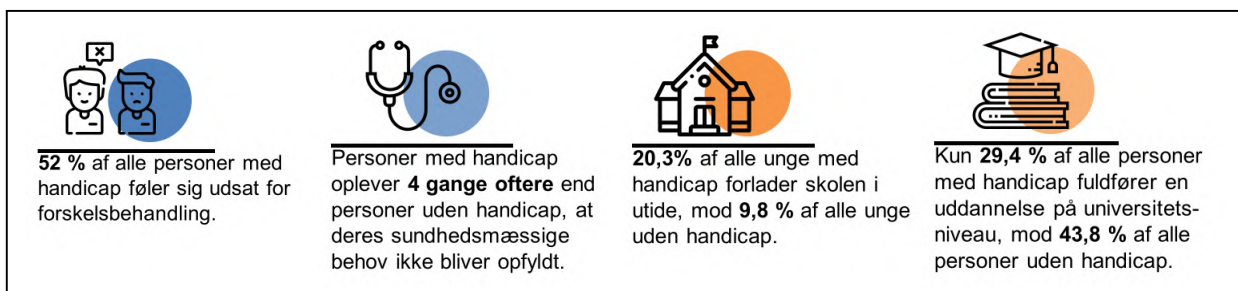 52 % af alle personer med
handicap føler sig udsat for
forskelsbehandling.
Personer med handicap
oplever 4 gange oftere end
personer uden handicap, at
deres sundhedsmæssige
behov ikke bliver opfyldt.
20,3% af alle unge med
handicap forlader skolen i
utide, mod 9,8 % af alle unge
uden handicap.
Kun 29,4 % af alle personer
med handicap fuldfører en
uddannelse på universitets-
niveau, mod 43,8 % af alle
personer uden handicap.